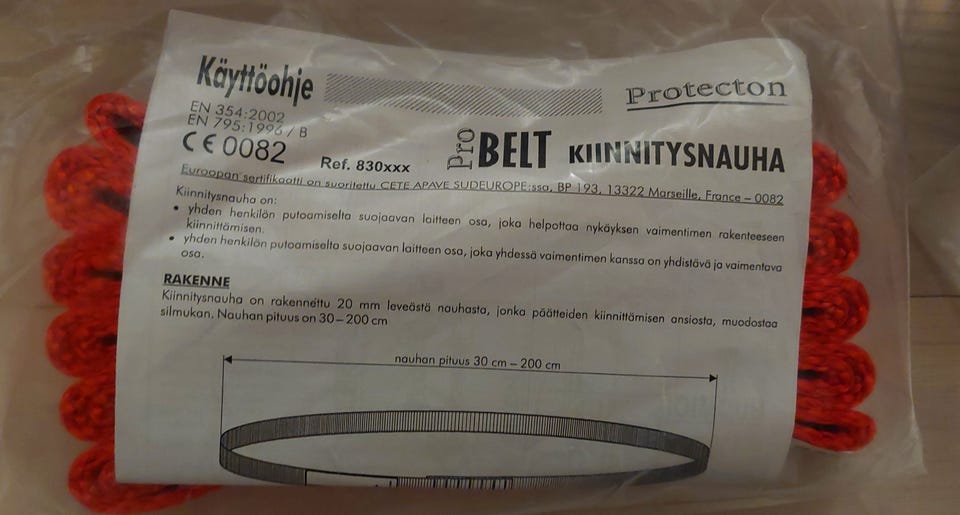 Käyttöohje
Protecton
EN 354:2002
EN 795:1996 / B
CE 0082
Ref. 830xxx
Pro BELT KIINNITYSNAUHA
Euroopan sertifikaatti on suoritettu CETE APAVE SUDEUROPE:ssa, BP 193, 13322 Marseille, France – 0082
Kiinnitysnauha on:
• yhden henkilön putoamiselta suojaavan laitteen osa, joka helpottaa nykäyksen vaimentimen rakenteeseen
kiinnittämisen.
• yhden henkilön putoamiselta suojaavan laitteen osa, joka yhdessä vaimentimen kanssa on yhdistävä ja vaimentava
osa.
RAKENNE
Kiinnitysnauha on rakennettu 20 mm leveästä nauhasta, jonka päätteiden kiinnittämisen ansiosta, muodostaa
silmukan. Nauhan pituus on 30–200 cm
nauhan pituus 30 cm – 200 cm